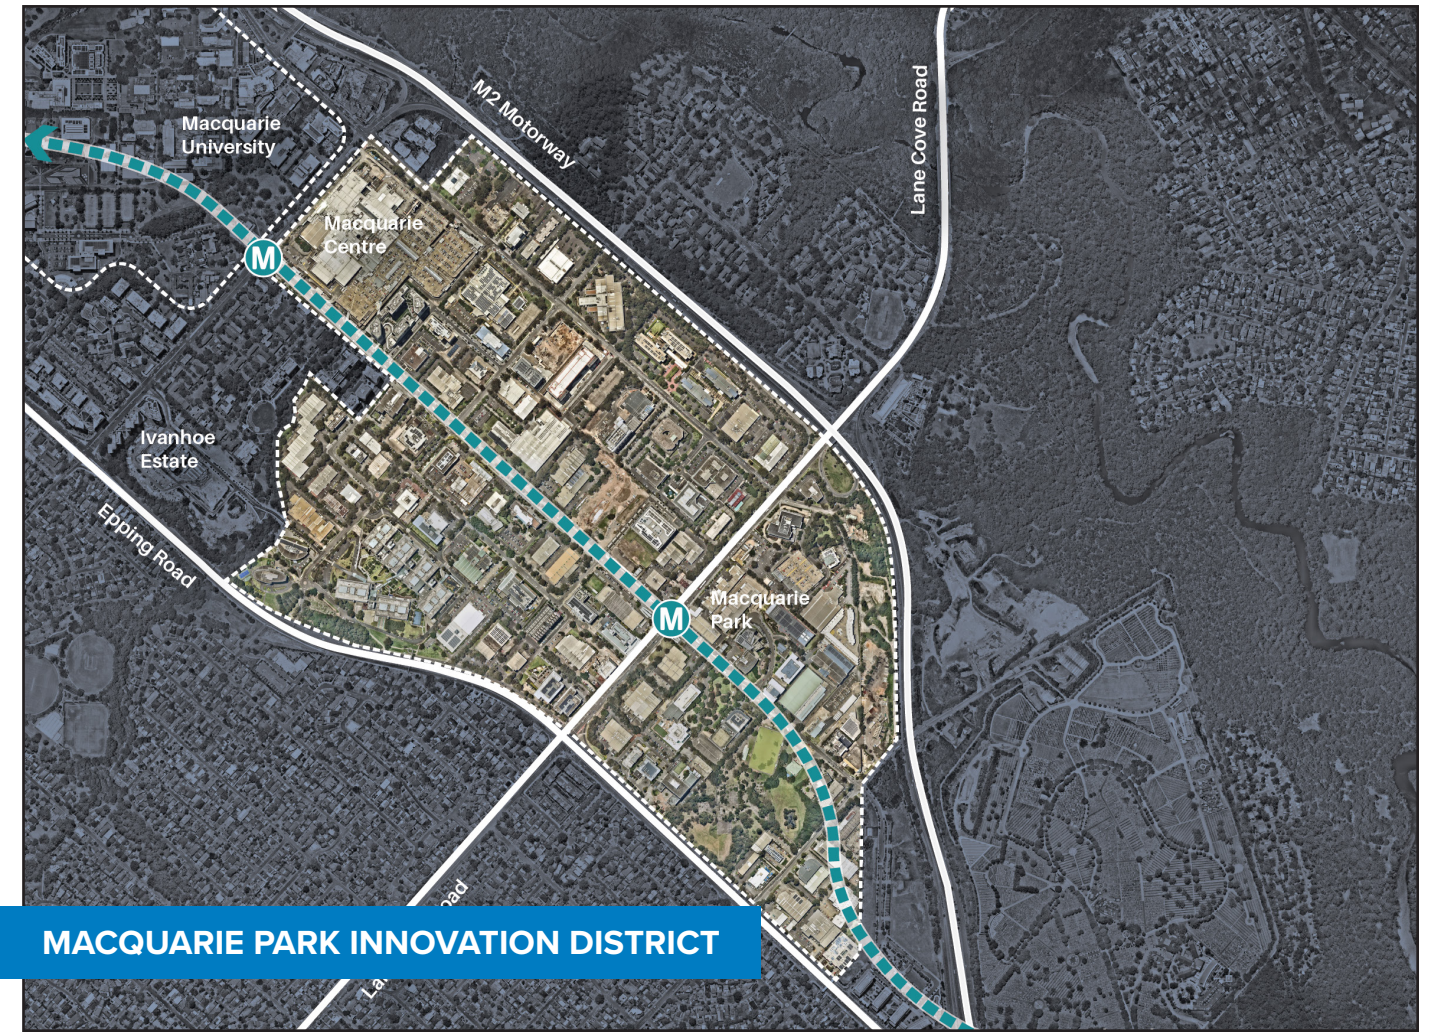 M2 Motorway
Lane Cove Road
Macquarie
University
Macquarie
Centre
M
Ivanhoe
Estate
Epping Road
Macquarie
Park
M
MACQUARIE PARK INNOVATION DISTRICT